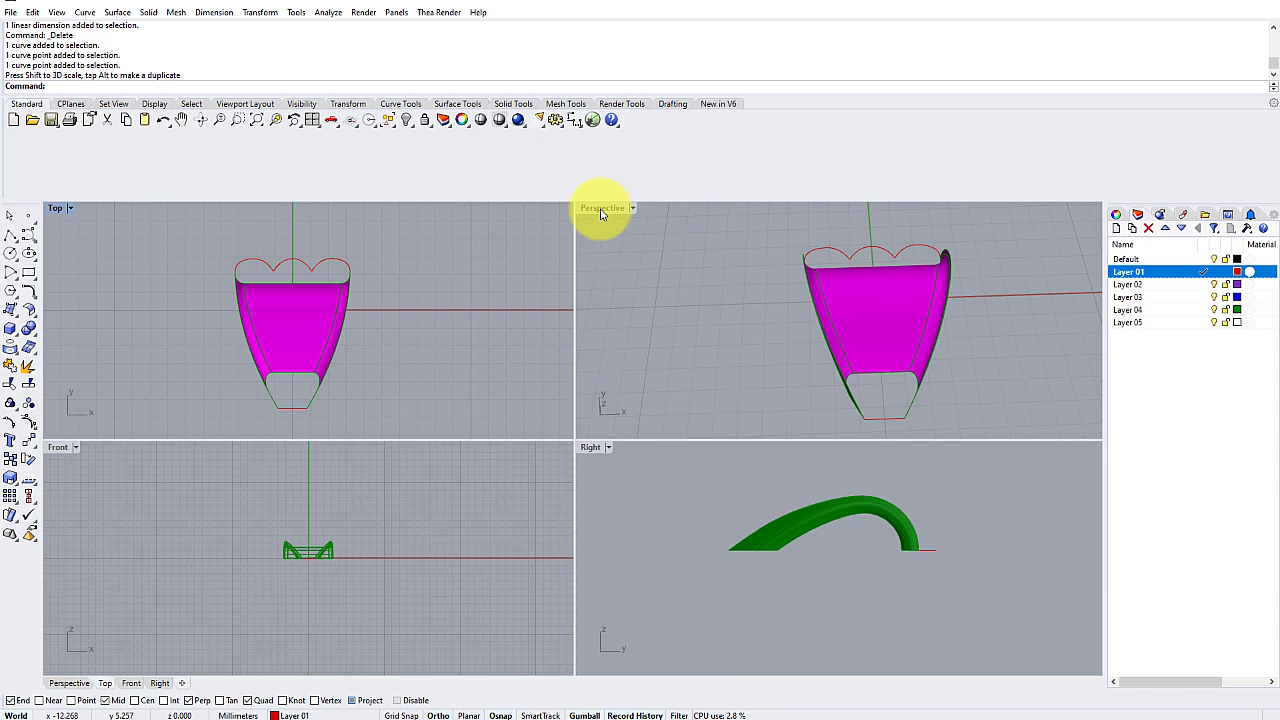 File Edit View Curve Surface Solid Mesh Dimension Transform Tools Analyze Render Panels Thea Render Help
1 linear dimension added to selection.
Command: _Delete
1 curve added to selection.
1 curve point added to selection.
1 curve point added to selection.
Press Shift to 3D scale, tap Alt to make a duplicate
Command:
Standard CPlanes Set View Display Select Viewport Layout Visibility Transform Curve Tools Surface Tools Solid Tools Mesh Tools Render Tools Drafting New in V6
Top
Perspective
Name Material
Default
Layer 01
Layer 02
Layer 03
Layer 04
Layer 05
y
x
y
z
x
Front
Right
z
x
z
y
Perspective Top Front Right
End Near Point Mid Cen Int Perp Tan Quad Knot Vertex Project Disable
World x -12.268 y 5.257 z 0.000 Millimeters Layer 01 Grid Snap Ortho Planar Osnap SmartTrack Gumball Record History Filter CPU use: 2.8 %